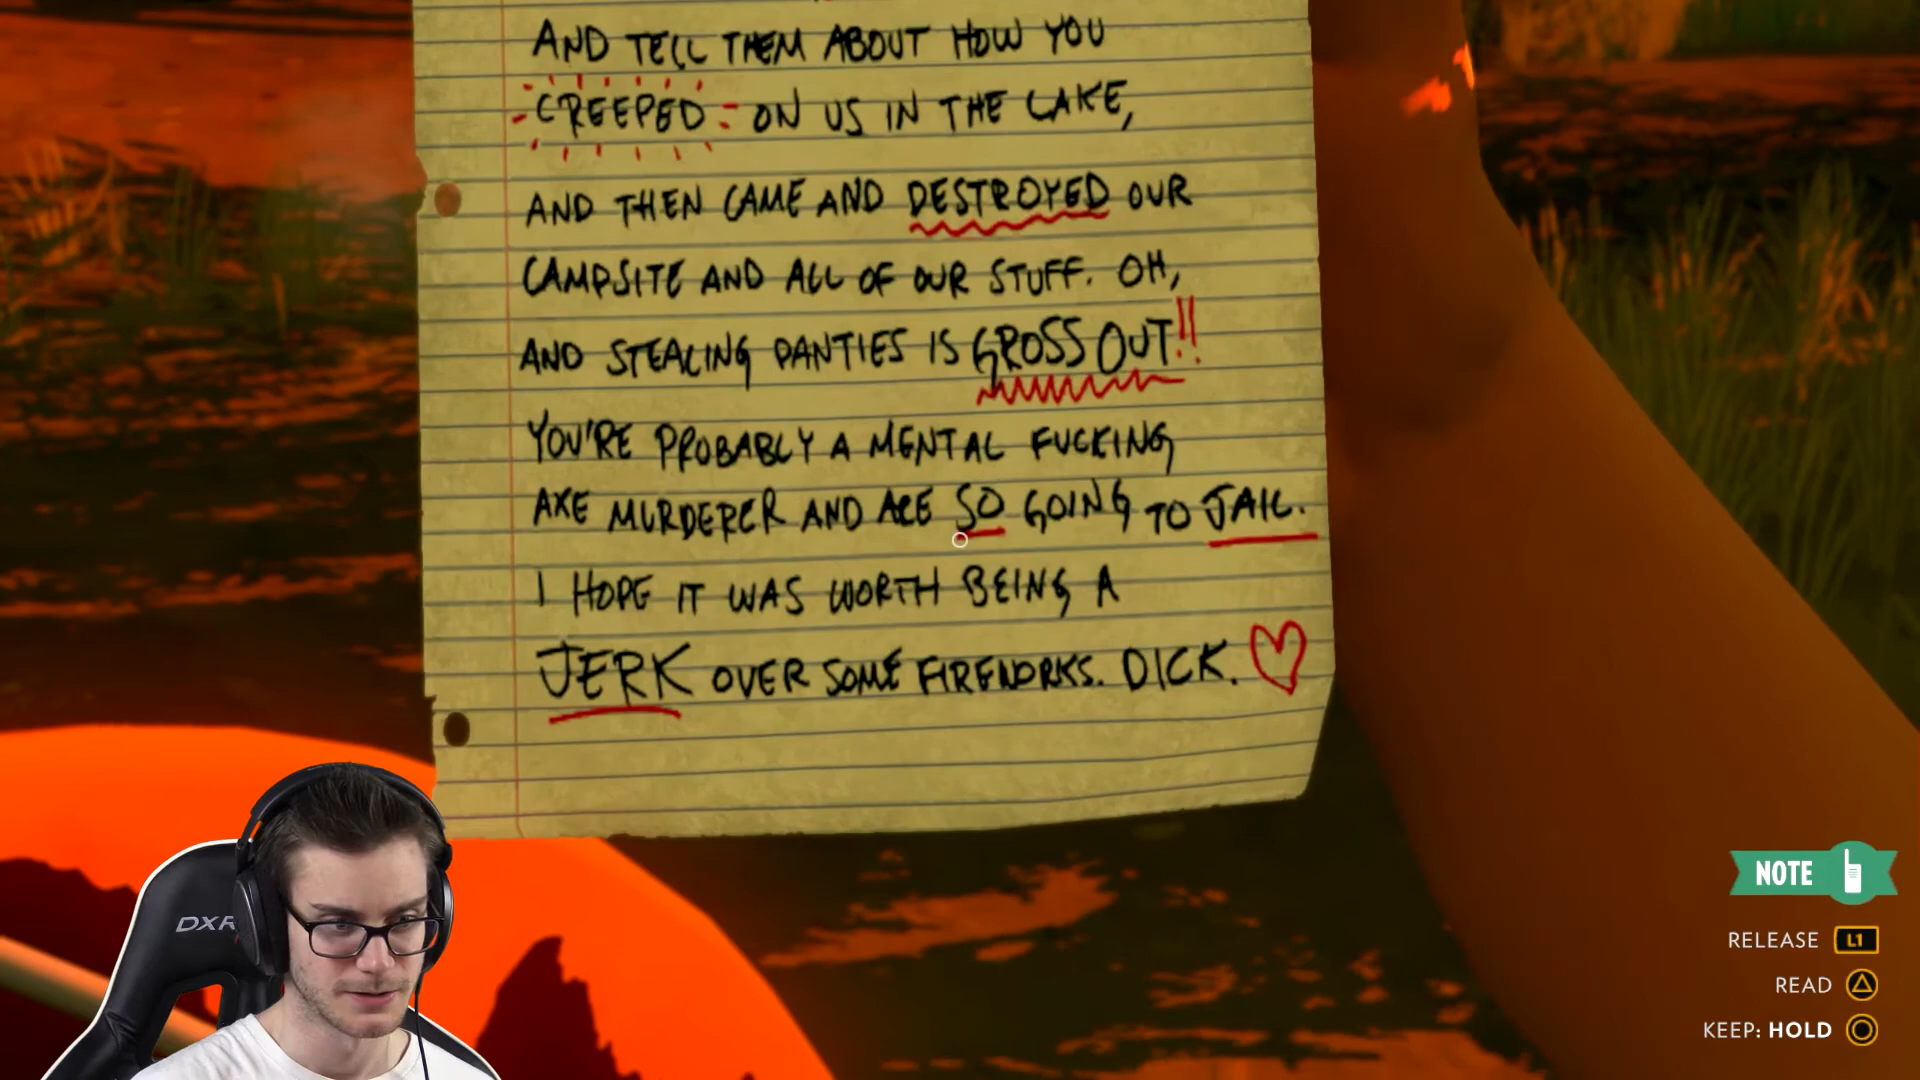 AND TELL THEM ABOUT HOW YOU
CREEPED ON US IN THE LAKE,
AND THEN CAME AND DESTROYED OUR
CAMPSITE AND ALL OF OUR STUFF. OH,
AND STEALING PANTIES IS GROSS OUT!!
YOU'RE PROBABLY A MENTAL FUCKING
AXE MURDERER AND ARE SO GOING TO JAIL.
I HOPE IT WAS WORTH BEING A
JERK OVER SOME FIREWORKS. DICK.
NOTE
RELEASE L1
READ
KEEP: HOLD
DXR